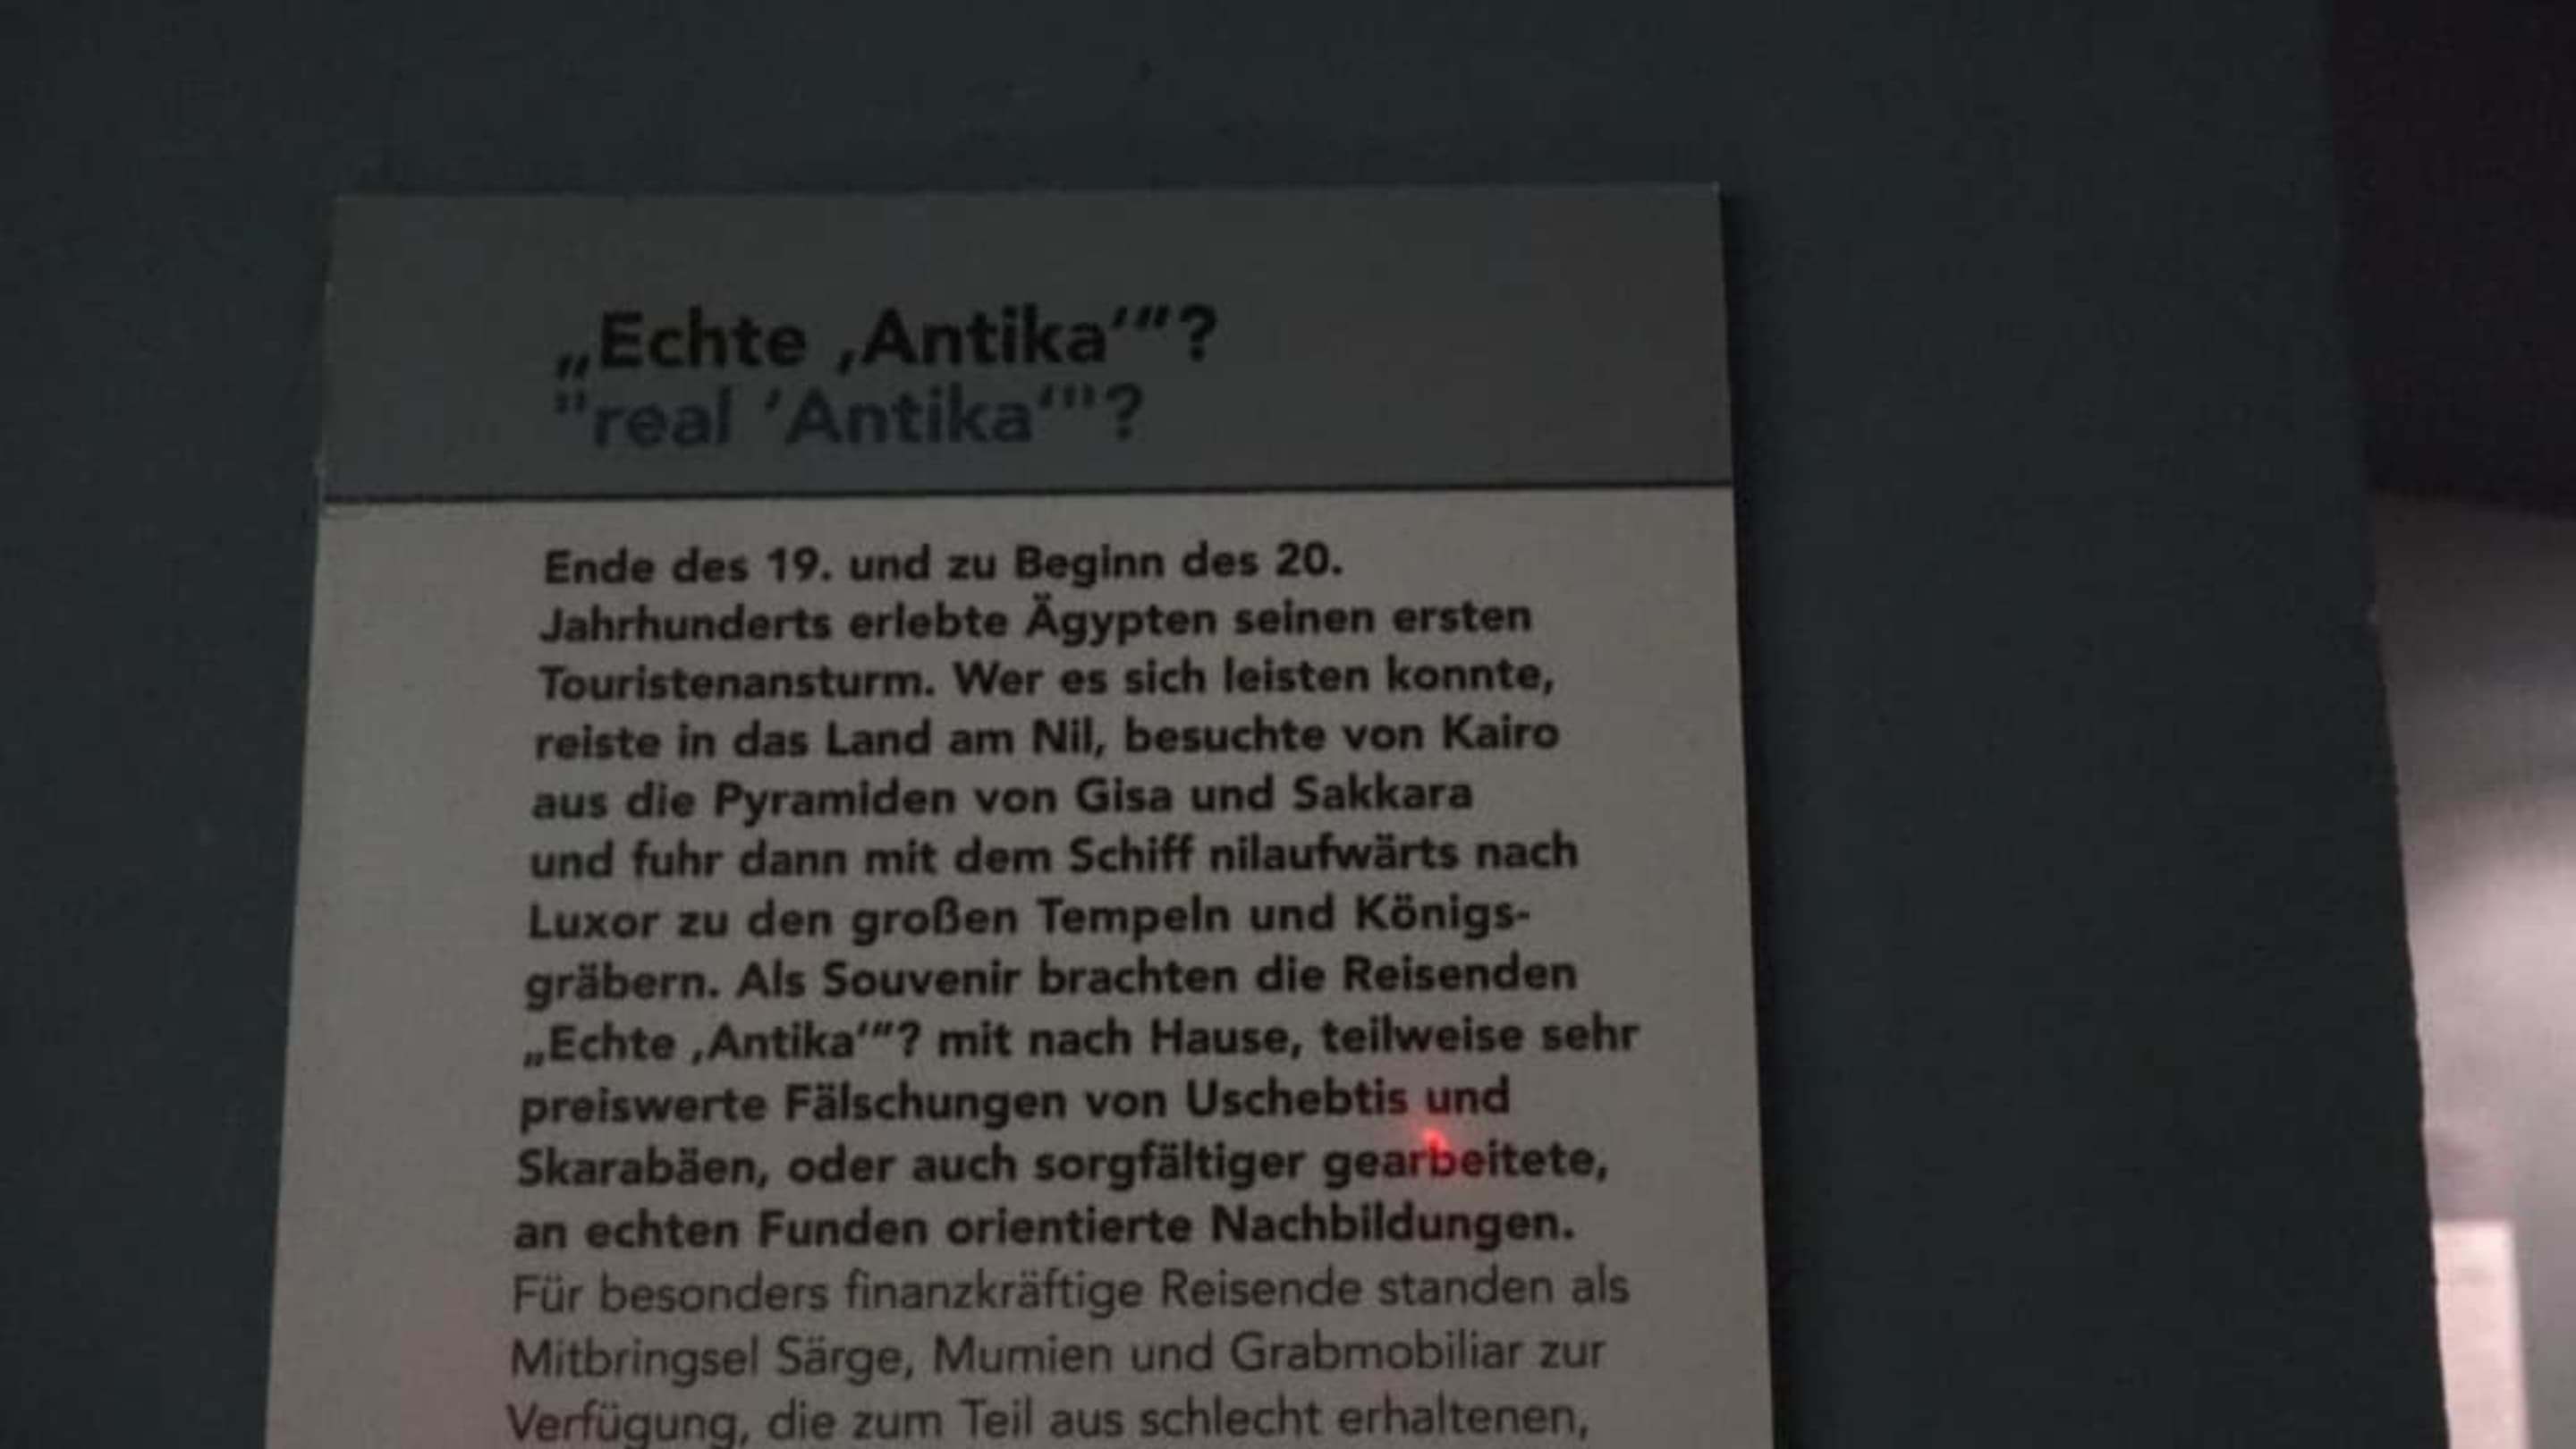 „Echte ‚Antika‘“?
"real 'Antika'"?
Ende des 19. und zu Beginn des 20.
Jahrhunderts erlebte Ägypten seinen ersten
Touristenansturm. Wer es sich leisten konnte,
reiste in das Land am Nil, besuchte von Kairo
aus die Pyramiden von Gisa und Sakkara
und fuhr dann mit dem Schiff nilaufwärts nach
Luxor zu den großen Tempeln und Königs-
gräbern. Als Souvenir brachten die Reisenden
„Echte ‚Antika‘“? mit nach Hause, teilweise sehr
preiswerte Fälschungen von Uschebtis und
Skarabäen, oder auch sorgfältiger gearbeitete,
an echten Funden orientierte Nachbildungen.
Für besonders finanzkräftige Reisende standen als
Mitbringsel Särge, Mumien und Grabmobiliar zur
Verfügung, die zum Teil aus schlecht erhaltenen,